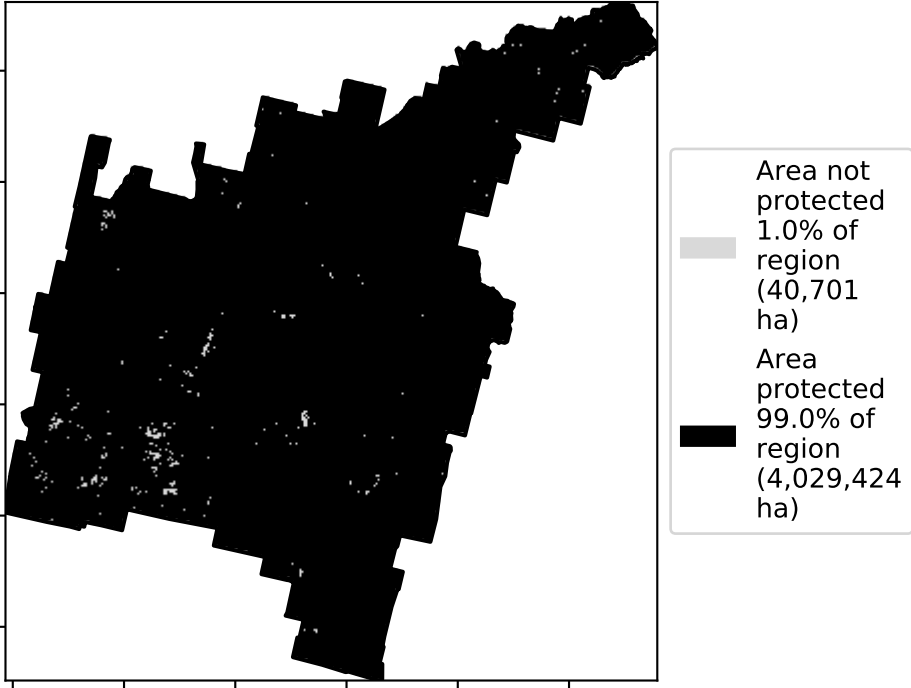 Area not
protected
1.0% of
region
(40,701
ha)
Area
protected
99.0% of
region
(4,029,424
ha)